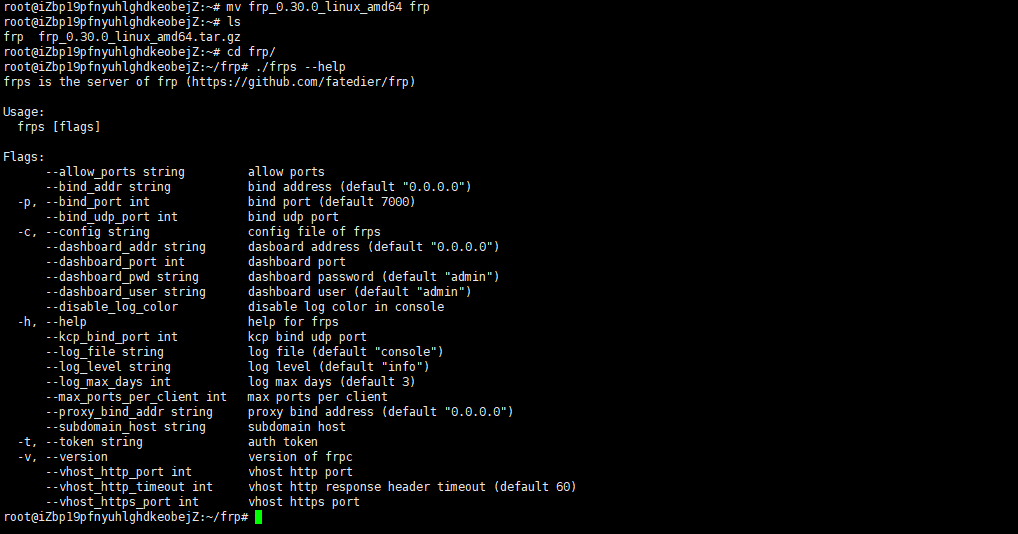 root@iZbp19pfnyuhlghdkeobejZ:~# mv frp_0.30.0_linux_amd64 frp
root@iZbp19pfnyuhlghdkeobejZ:~# ls
frp  frp_0.30.0_linux_amd64.tar.gz
root@iZbp19pfnyuhlghdkeobejZ:~# cd frp/
root@iZbp19pfnyuhlghdkeobejZ:~/frp# ./frps --help
frps is the server of frp (https://github.com/fatedier/frp)

Usage:
  frps [flags]

Flags:
      --allow_ports string         allow ports
      --bind_addr string           bind address (default "0.0.0.0")
  -p, --bind_port int              bind port (default 7000)
      --bind_udp_port int          bind udp port
  -c, --config string              config file of frps
      --dashboard_addr string      dasboard address (default "0.0.0.0")
      --dashboard_port int         dashboard port
      --dashboard_pwd string       dashboard password (default "admin")
      --dashboard_user string      dashboard user (default "admin")
      --disable_log_color          disable log color in console
  -h, --help                       help for frps
      --kcp_bind_port int          kcp bind udp port
      --log_file string            log file (default "console")
      --log_level string           log level (default "info")
      --log_max_days int           log max days (default 3)
      --max_ports_per_client int   max ports per client
      --proxy_bind_addr string     proxy bind address (default "0.0.0.0")
      --subdomain_host string      subdomain host
  -t, --token string               auth token
  -v, --version                    version of frpc
      --vhost_http_port int        vhost http port
      --vhost_http_timeout int     vhost http response header timeout (default 60)
      --vhost_https_port int       vhost https port
root@iZbp19pfnyuhlghdkeobejZ:~/frp#